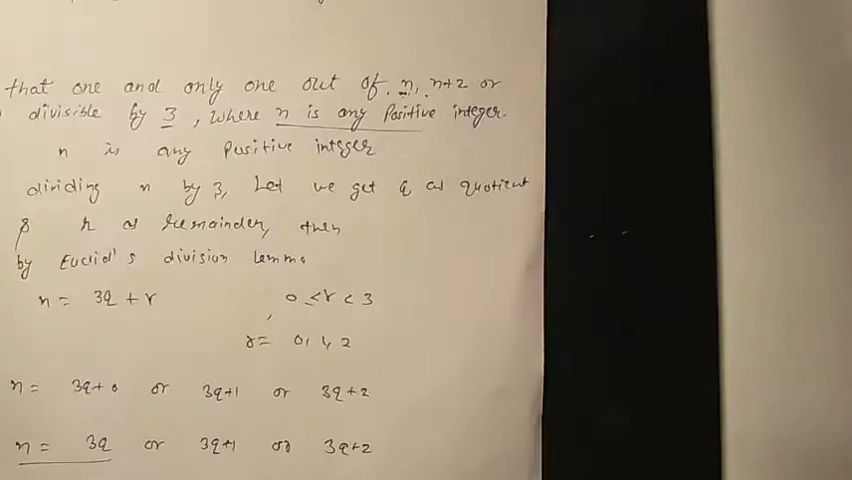 that one and only one out of n, n+2 or
divisible by 3, where n is any Positive integer.
n is any Positive integer
dividing n by 3, Let we get q as quotient
& r as remainder, then
by Euclid's division lemma
n = 3q + r 0 ≤ r < 3
r = 0, 1, 2
n = 3q+0 or 3q+1 or 3q+2
n = 3q or 3q+1 or 3q+2